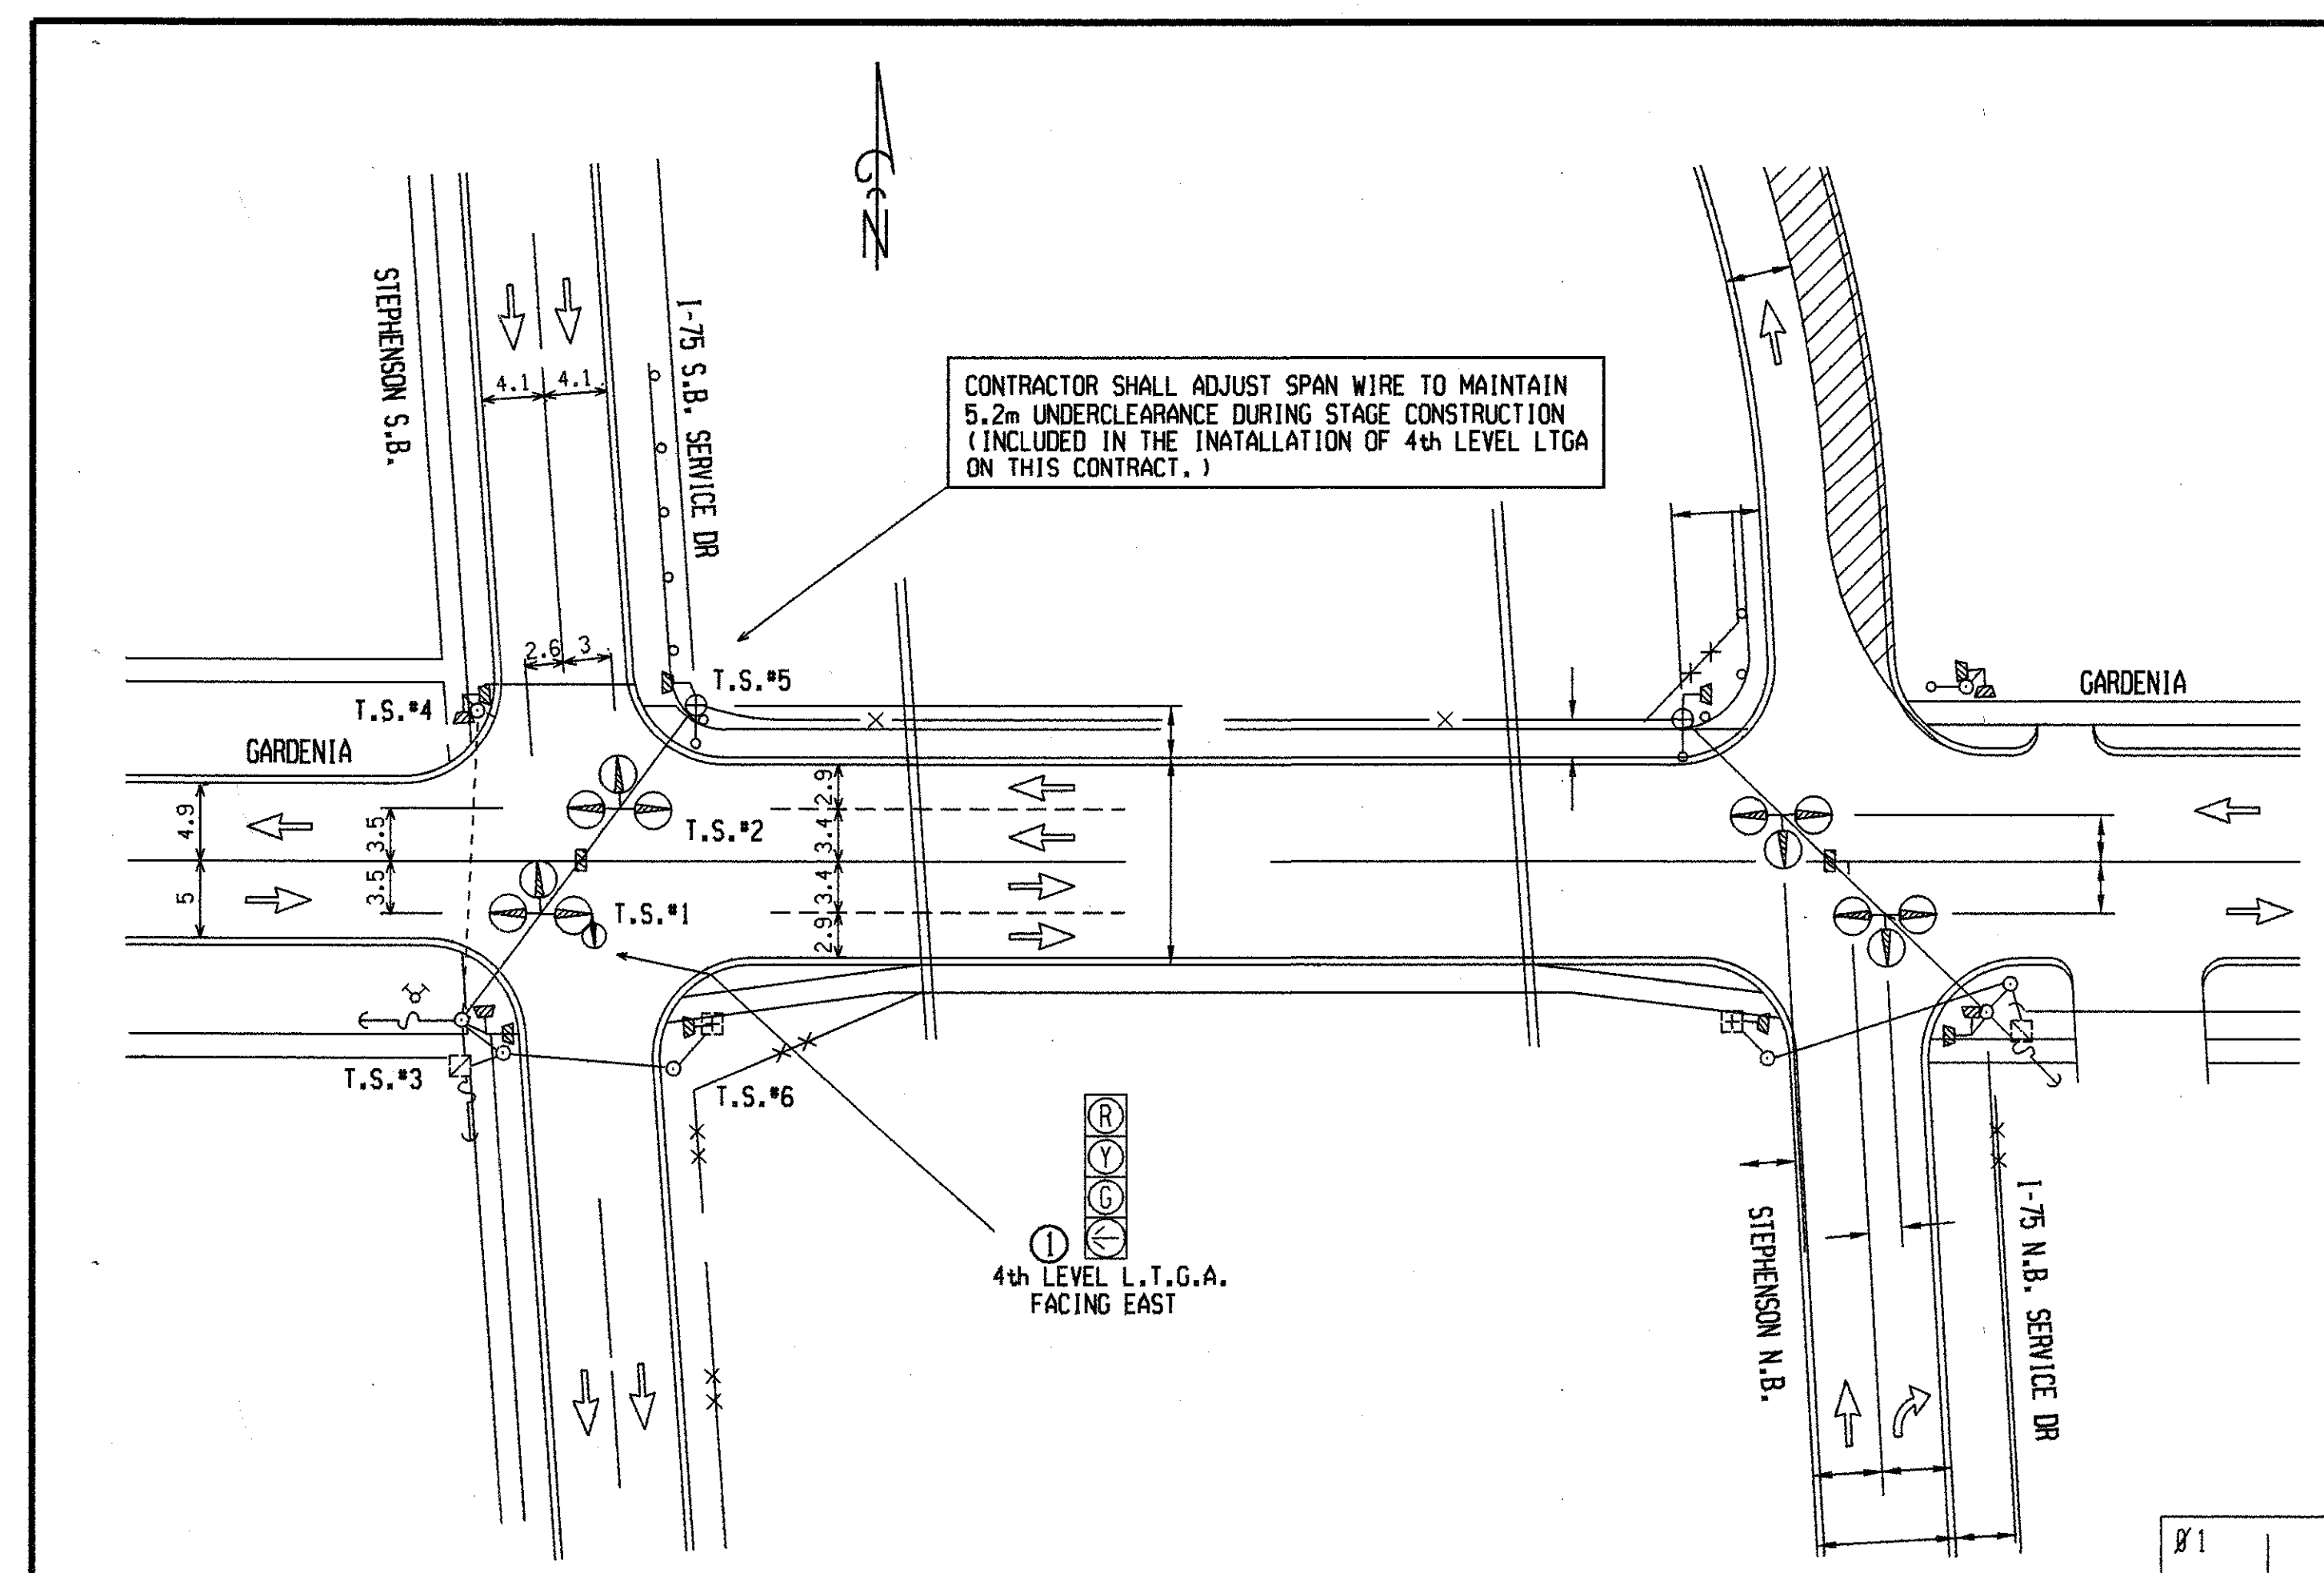 N
STEPHENSON S.B.
I-75 S.B. SERVICE DR
4.1 4.1
CONTRACTOR SHALL ADJUST SPAN WIRE TO MAINTAIN
5.2m UNDERCLEARANCE DURING STAGE CONSTRUCTION
(INCLUDED IN THE INATALLATION OF 4th LEVEL LTGA
ON THIS CONTRACT.)
2.6 3
T.S.#5
T.S.#4
GARDENIA
GARDENIA
4.9
3.5
T.S.#2
2.9
3.4
5
3.5
T.S.#1
3.4
2.9
T.S.#3
T.S.#6
R
Y
G
←
1
4th LEVEL L.T.G.A.
FACING EAST
STEPHENSON N.B.
I-75 N.B. SERVICE DR
Ø1